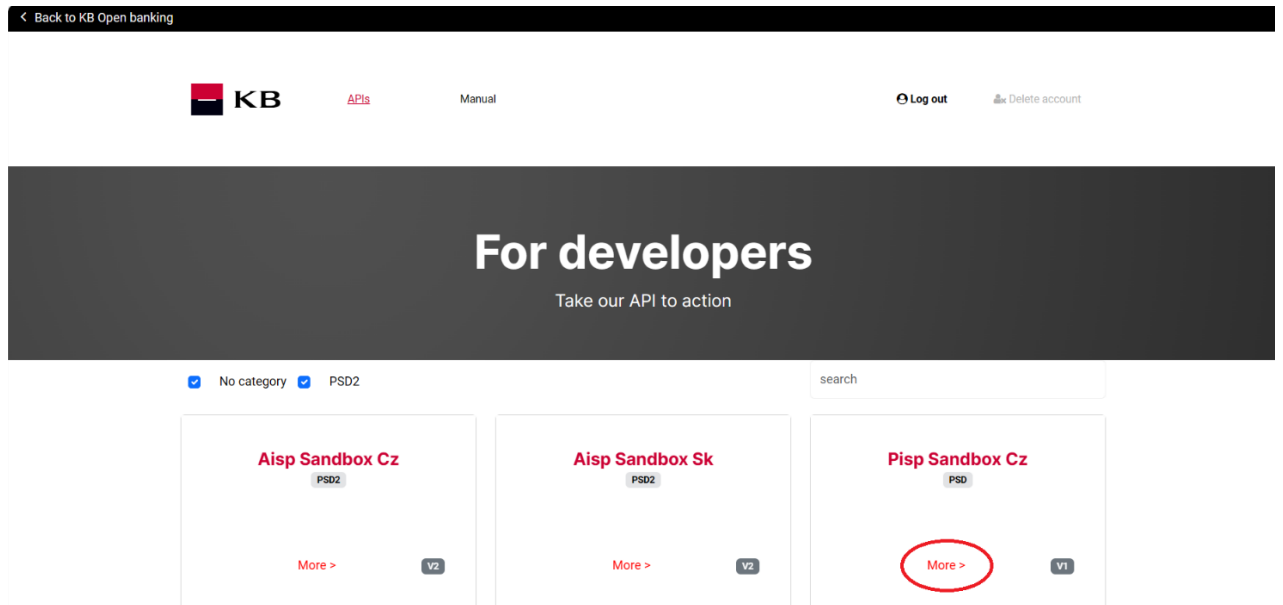 Back to KB Open banking
KB APIs Manual Log out Delete account
For developers
Take our API to action
No category PSD2 search
Aisp Sandbox Cz
PSD2
More > V2
Aisp Sandbox Sk
PSD2
More > V2
Pisp Sandbox Cz
PSD
More > V1